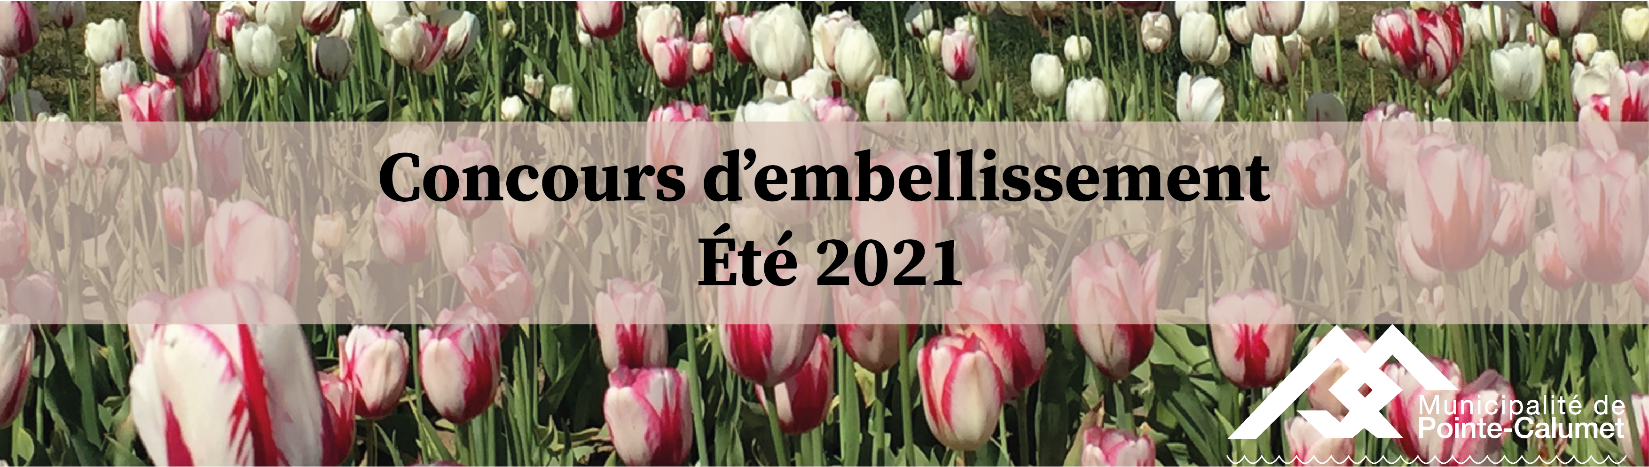 Concours d’embellissement
Été 2021
Municipalité de
Pointe-Calumet